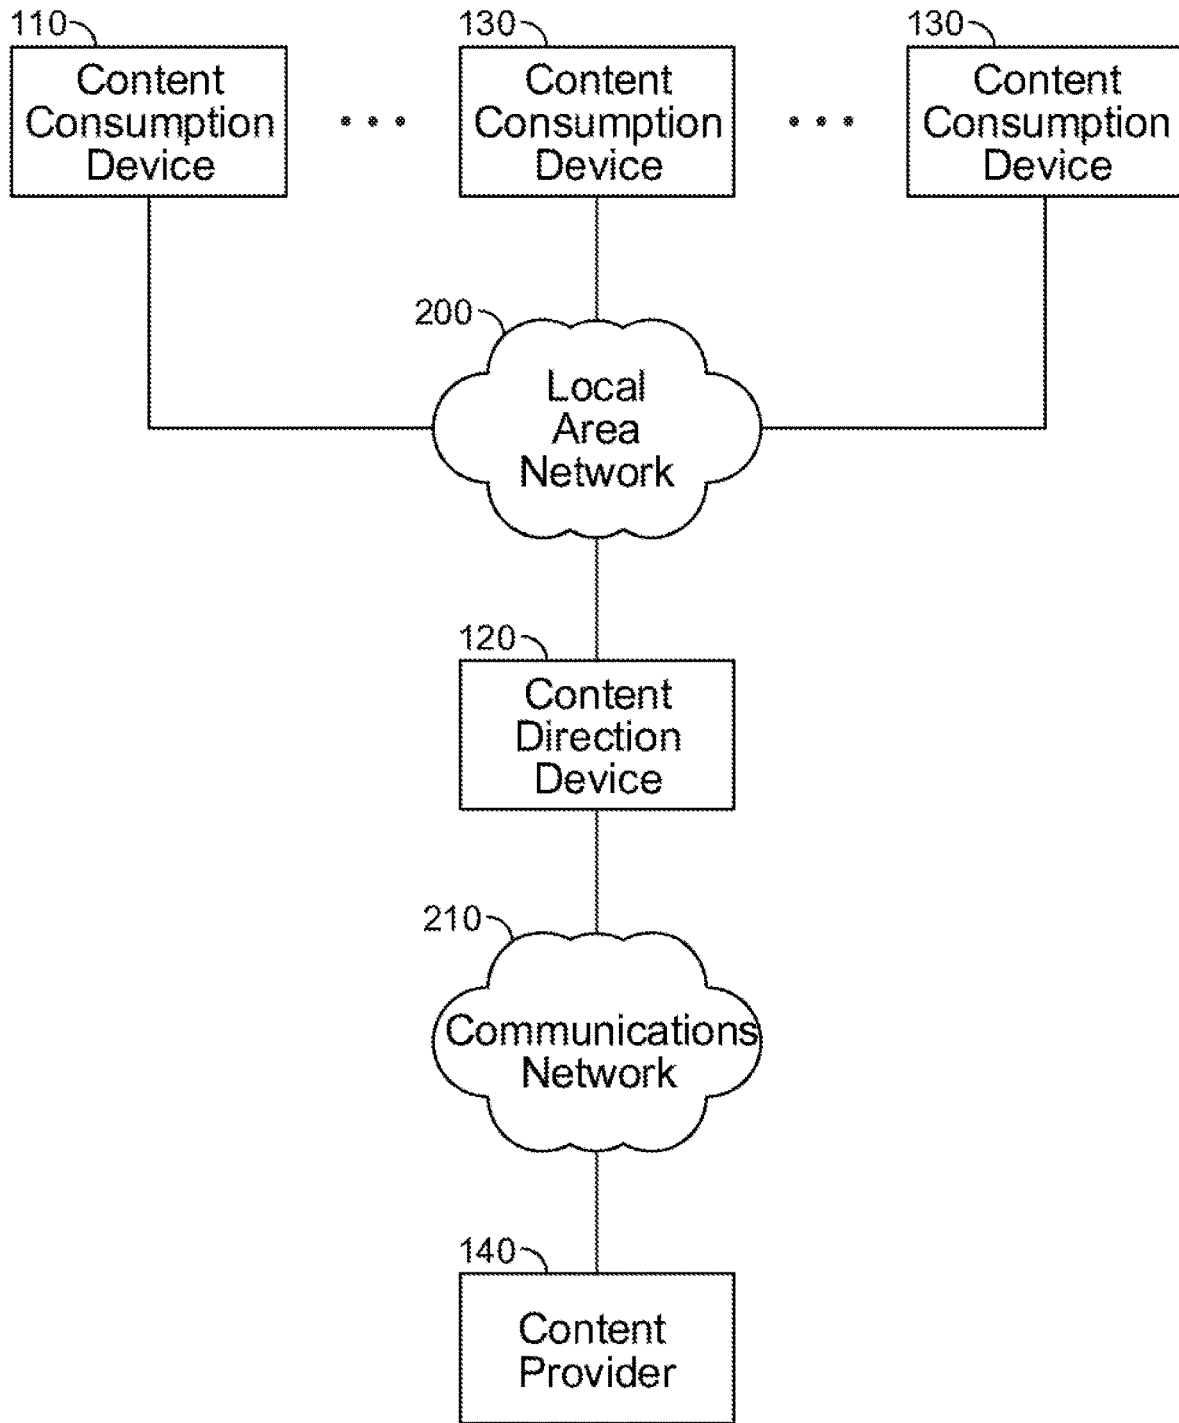 110
Content
Consumption
Device
130
Content
Consumption
Device
130
Content
Consumption
Device
200
Local
Area
Network
120
Content
Direction
Device
210
Communications
Network
140
Content
Provider